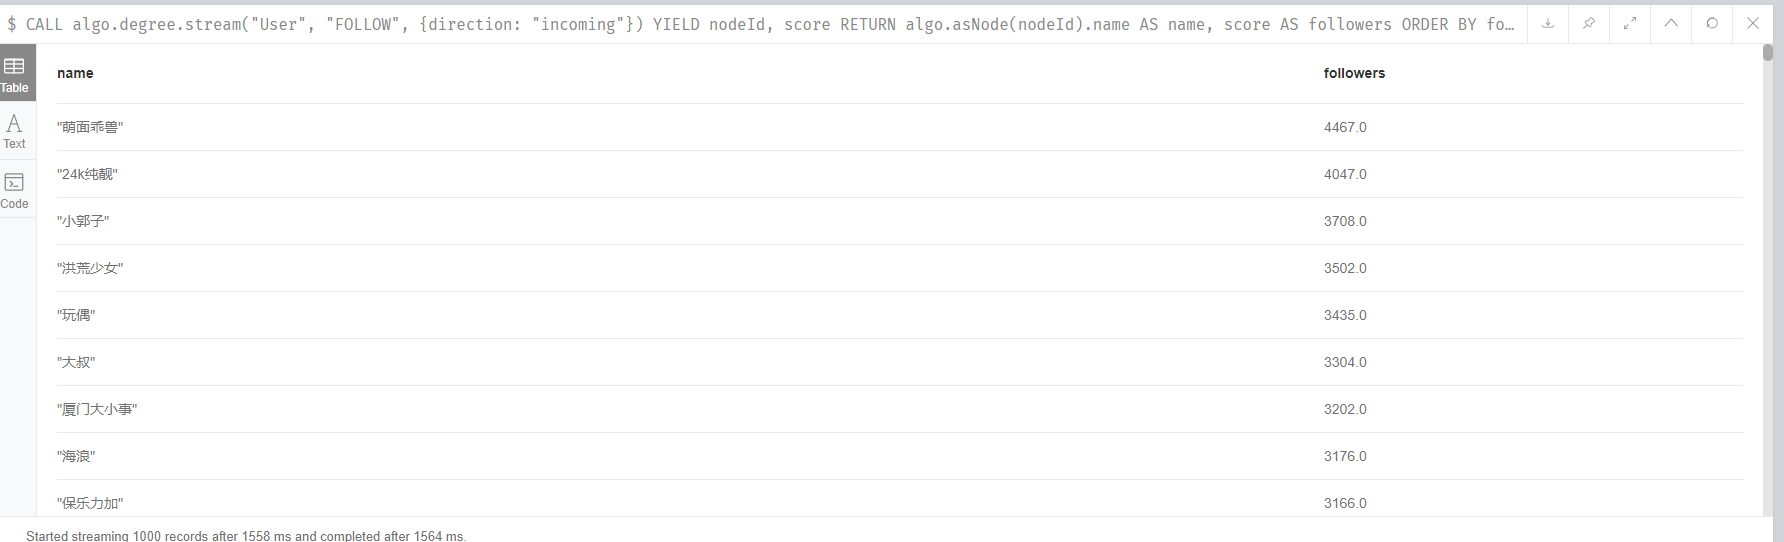 $ CALL algo.degree.stream("User", "FOLLOW", {direction: "incoming"}) YIELD nodeId, score RETURN algo.asNode(nodeId).name AS name, score AS followers ORDER BY fo…
Table
Text
Code
name followers
"萌面乖兽" 4467.0
"24k纯靓" 4047.0
"小郭子" 3708.0
"洪荒少女" 3502.0
"玩偶" 3435.0
"大叔" 3304.0
"厦门大小事" 3202.0
"海浪" 3176.0
"保乐力加" 3166.0
Started streaming 1000 records after 1558 ms and completed after 1564 ms.